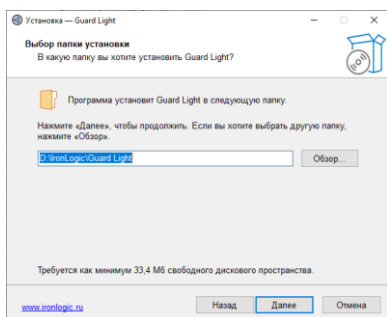 Установка — Guard Light
Выбор папки установки
В какую папку вы хотите установить Guard Light?
Программа установит Guard Light в следующую папку.
Нажмите «Далее», чтобы продолжить. Если вы хотите выбрать другую папку,
нажмите «Обзор».
D:\IronLogic\Guard Light
Обзор...
Требуется как минимум 33,4 Мб свободного дискового пространства.
www.ironlogic.ru
Назад
Далее
Отмена